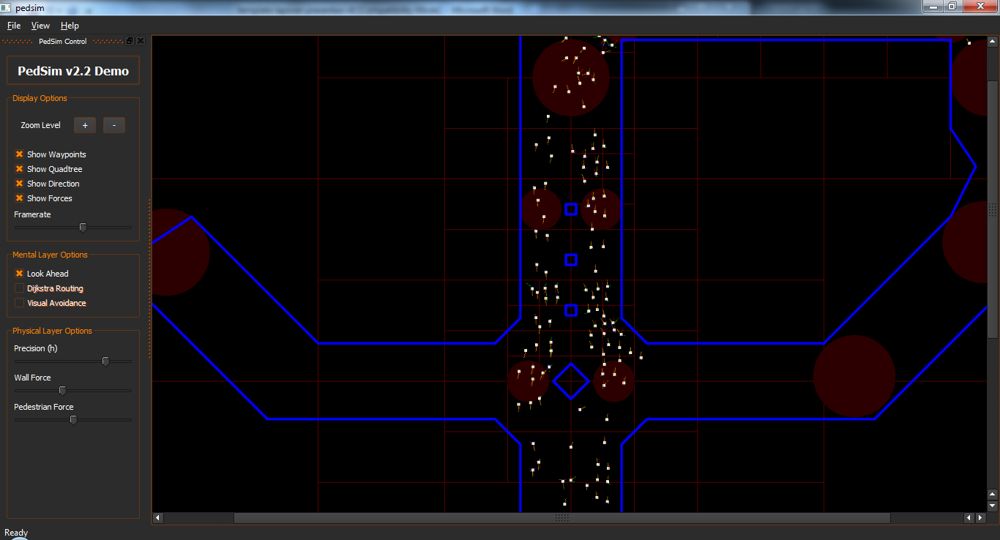 pedsim
File View Help
PedSim Control
PedSim v2.2 Demo
Display Options
Zoom Level + -
Show Waypoints
Show Quadtree
Show Direction
Show Forces
Framerate
Mental Layer Options
Look Ahead
Dijkstra Routing
Visual Avoidance
Physical Layer Options
Precision (h)
Wall Force
Pedestrian Force
Ready